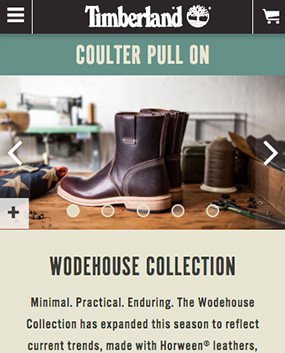 Timberland
COULTER PULL ON
WODEHOUSE COLLECTION
Minimal. Practical. Enduring. The Wodehouse
Collection has expanded this season to reflect
current trends, made with Horween® leathers,